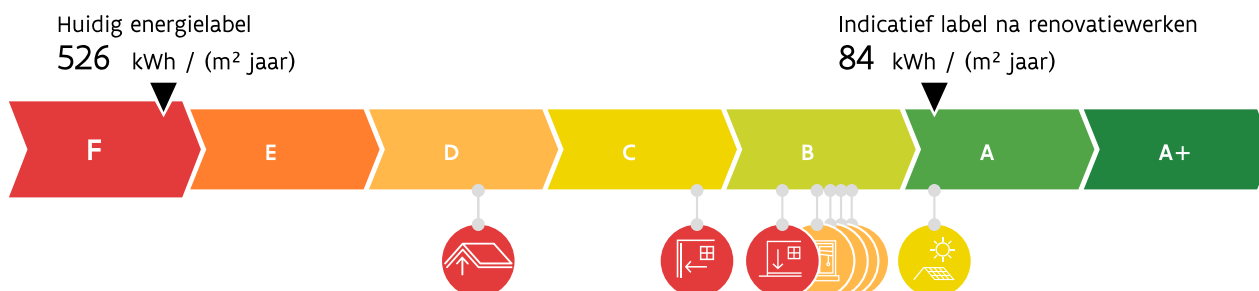 Huidig energielabel
526 kWh / (m² jaar)
Indicatief label na renovatiewerken
84 kWh / (m² jaar)
F E D C B A A+